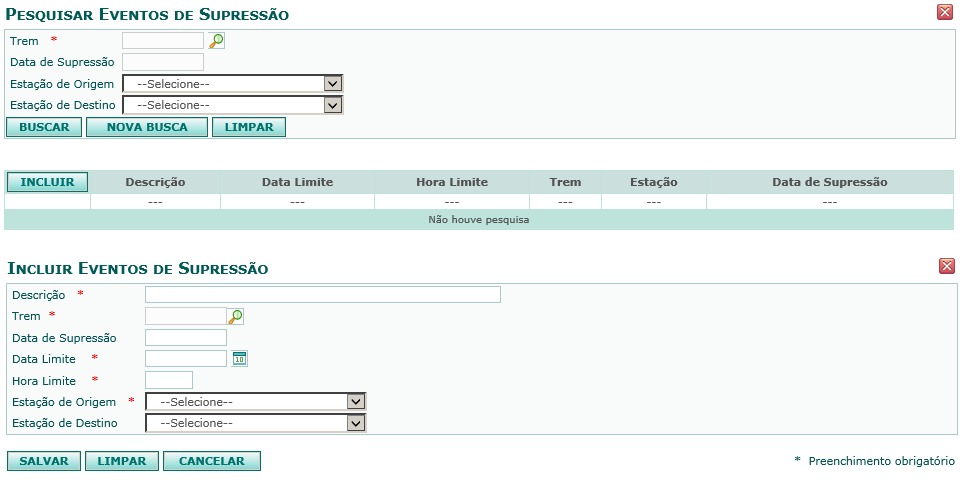 PESQUISAR EVENTOS DE SUPRESSÃO
Trem *
Data de Supressão
Estação de Origem --Selecione--
Estação de Destino --Selecione--
BUSCAR NOVA BUSCA LIMPAR
INCLUIR Descrição Data Limite Hora Limite Trem Estação Data de Supressão
--- --- --- --- --- ---
Não houve pesquisa
INCLUIR EVENTOS DE SUPRESSÃO
Descrição *
Trem *
Data de Supressão
Data Limite * 10
Hora Limite *
Estação de Origem * --Selecione--
Estação de Destino --Selecione--
SALVAR LIMPAR CANCELAR * Preenchimento obrigatório